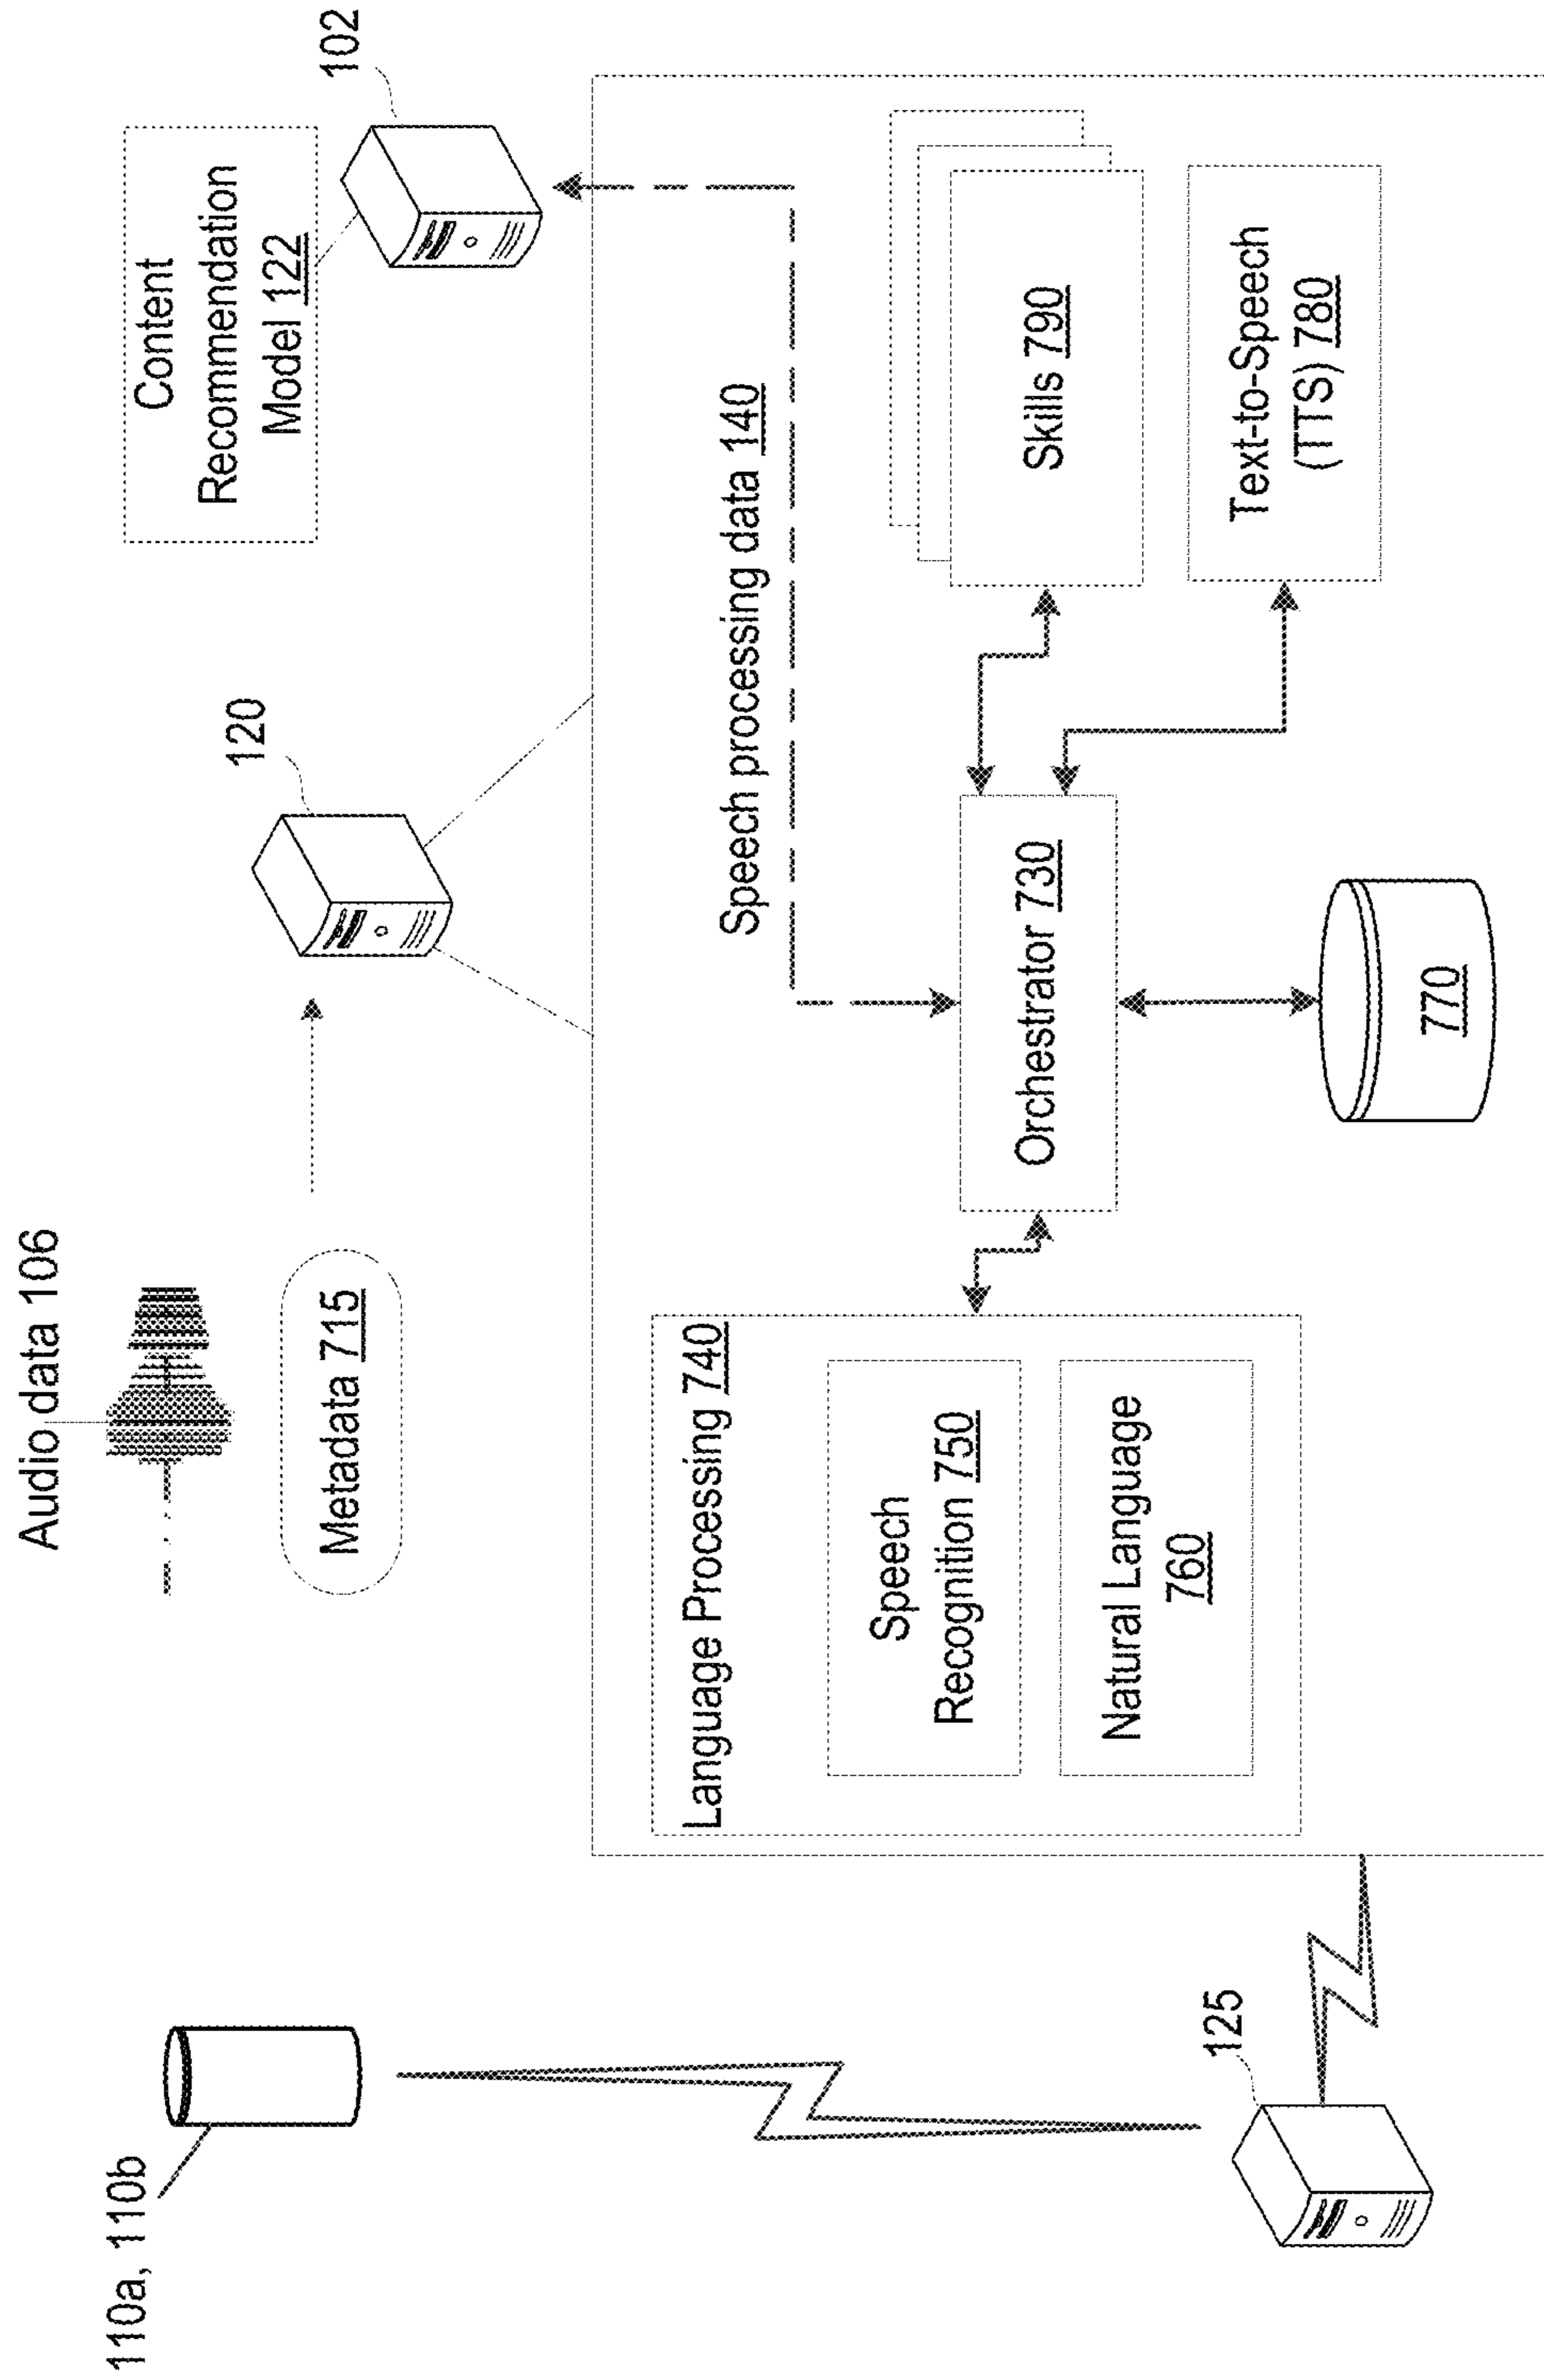 Audio data 106
Content
Recommendation
Model 122
102
120
110a, 110b
Metadata 715
Speech processing data 140
Language Processing 740
Speech
Recognition 750
Natural Language
760
Orchestrator 730
Skills 790
Text-to-Speech
(TTS) 780
770
125